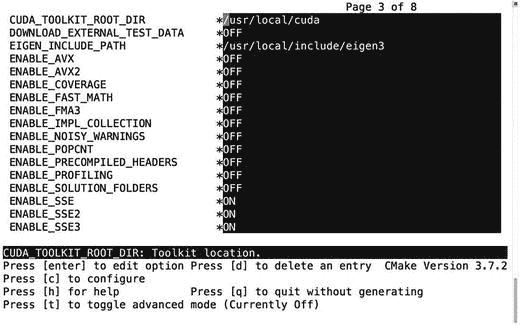 Page 3 of 8
CUDA_TOOLKIT_ROOT_DIR */usr/local/cuda
DOWNLOAD_EXTERNAL_TEST_DATA *OFF
EIGEN_INCLUDE_PATH */usr/local/include/eigen3
ENABLE_AVX *OFF
ENABLE_AVX2 *OFF
ENABLE_COVERAGE *OFF
ENABLE_FAST_MATH *OFF
ENABLE_FMA3 *OFF
ENABLE_IMPL_COLLECTION *OFF
ENABLE_NOISY_WARNINGS *OFF
ENABLE_POPCNT *OFF
ENABLE_PRECOMPILED_HEADERS *OFF
ENABLE_PROFILING *OFF
ENABLE_SOLUTION_FOLDERS *OFF
ENABLE_SSE *ON
ENABLE_SSE2 *ON
ENABLE_SSE3 *ON
CUDA_TOOLKIT_ROOT_DIR: Toolkit location.
Press [enter] to edit option Press [d] to delete an entry CMake Version 3.7.2
Press [c] to configure
Press [h] for help Press [q] to quit without generating
Press [t] to toggle advanced mode (Currently Off)